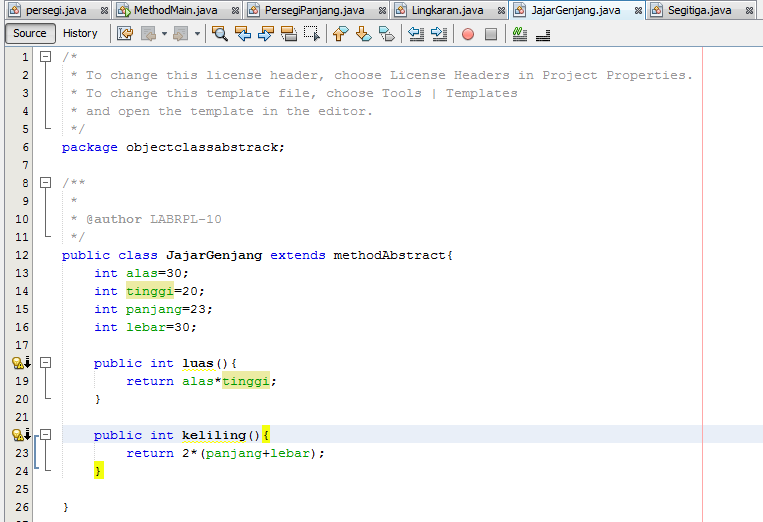 persegi.java MethodMain.java PersegiPanjang.java Lingkaran.java JajarGenjang.java Segitiga.java
Source History
1 /*
2 * To change this license header, choose License Headers in Project Properties.
3 * To change this template file, choose Tools | Templates
4 * and open the template in the editor.
5 */
6 package objectclassabstrack;
7
8 /**
9 *
10 * @author LABRPL-10
11 */
12 public class JajarGenjang extends methodAbstract{
13 int alas=30;
14 int tinggi=20;
15 int panjang=23;
16 int lebar=30;
17
public int luas(){
19 return alas*tinggi;
20 }
21
public int keliling(){
23 return 2*(panjang+lebar);
24 }
25
26 }